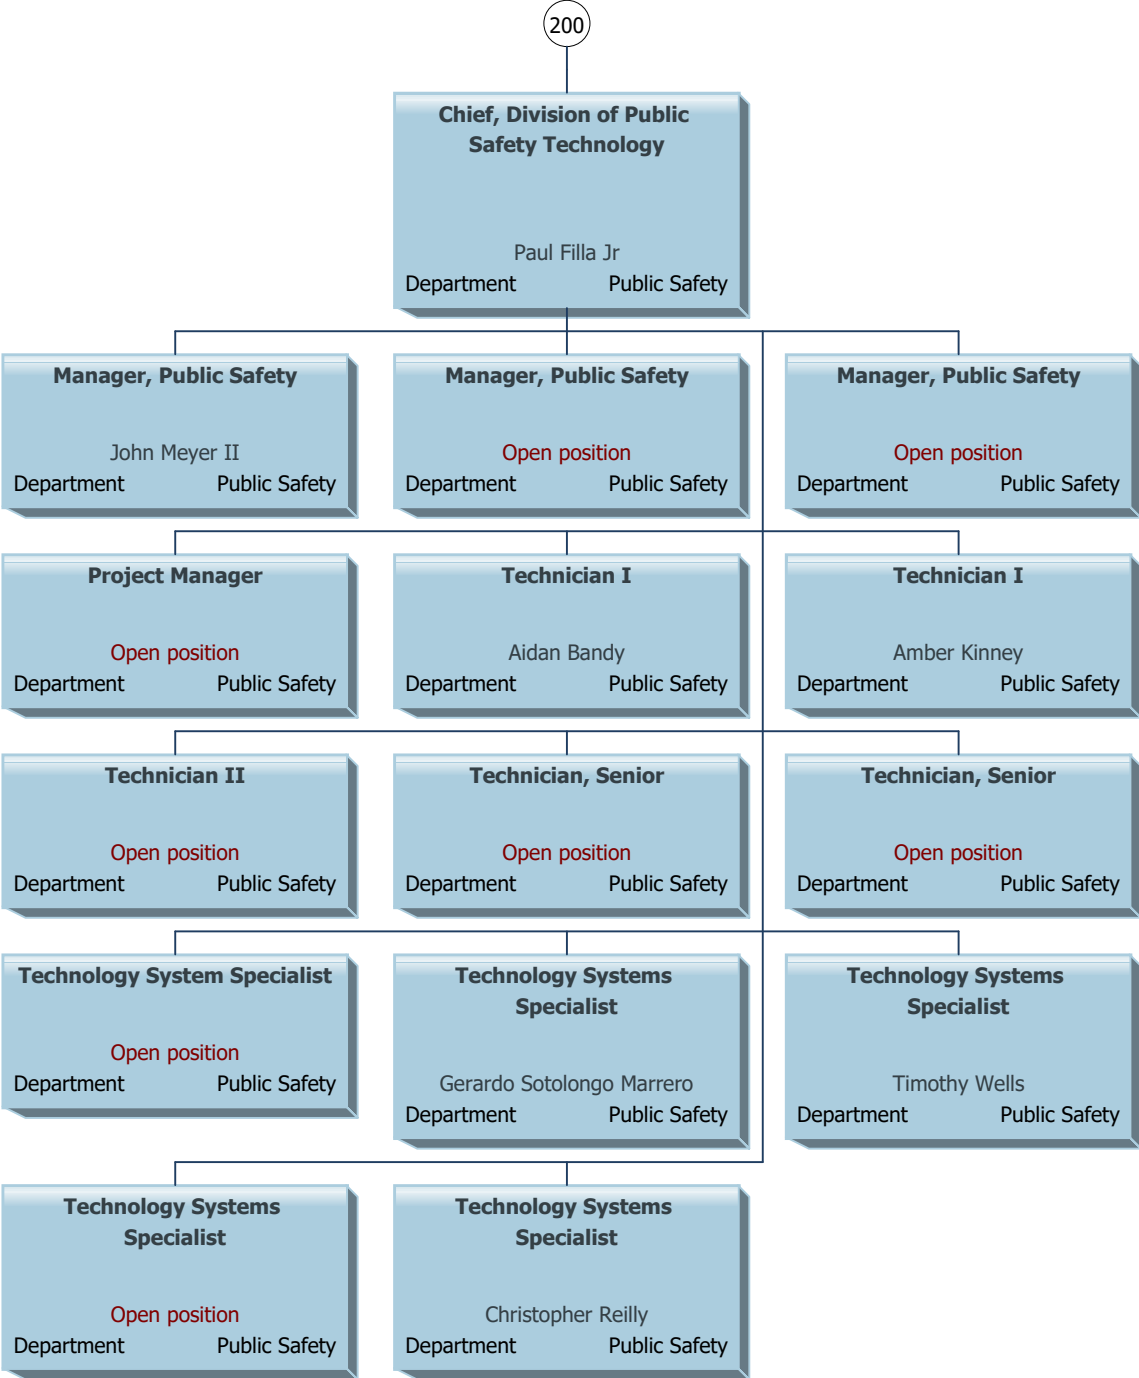 200
Chief, Division of Public
Safety Technology
Paul Filla Jr
Department Public Safety
Manager, Public Safety
John Meyer II
Department Public Safety
Manager, Public Safety
Open position
Department Public Safety
Manager, Public Safety
Open position
Department Public Safety
Project Manager
Open position
Department Public Safety
Technician I
Aidan Bandy
Department Public Safety
Technician I
Amber Kinney
Department Public Safety
Technician II
Open position
Department Public Safety
Technician, Senior
Open position
Department Public Safety
Technician, Senior
Open position
Department Public Safety
Technology System Specialist
Open position
Department Public Safety
Technology Systems
Specialist
Gerardo Sotolongo Marrero
Department Public Safety
Technology Systems
Specialist
Timothy Wells
Department Public Safety
Technology Systems
Specialist
Open position
Department Public Safety
Technology Systems
Specialist
Christopher Reilly
Department Public Safety